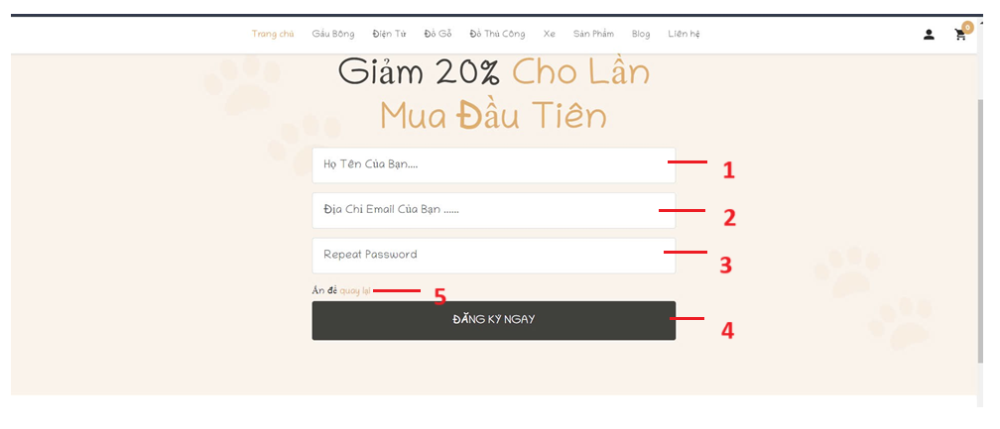 Trang chủ Gấu Bông Điện Tử Đồ Gỗ Đồ Thủ Công Xe Sản Phẩm Blog Liên hệ 0
Giảm 20% Cho Lần
Mua Đầu Tiên
Họ Tên Của Bạn.... 1
Địa Chỉ Email Của Bạn ...... 2
Repeat Password 3
Ấn để quay lại 5
ĐĂNG KÝ NGAY 4